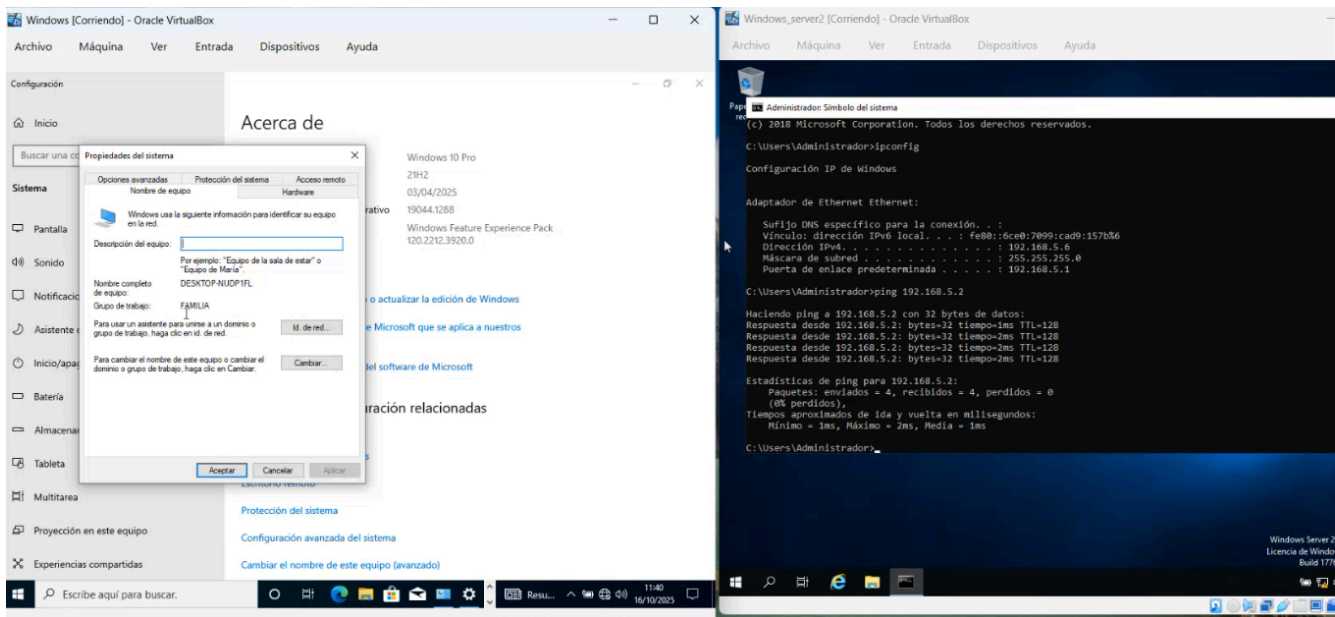 Windows [Corriendo] - Oracle VirtualBox
Archivo Máquina Ver Entrada Dispositivos Ayuda
Configuración
Inicio
Buscar una
Sistema
Pantalla
Sonido
Asistente
Batería
Tableta
Multitarea
Proyección en este equipo
Experiencias compartidas
Acerca de
Windows 10 Pro
21H2
03/04/2025
19044.1288
Windows Feature Experience Pack
120.2212.3920.0
o actualizar la edición de Windows
e Microsoft que se aplica a nuestros
del software de Microsoft
relacionadas
Protección del sistema
Configuración avanzada del sistema
Cambiar el nombre de este equipo (avanzado)
Propiedades del sistema
Opciones avanzadas Protección del sistema Acceso remoto
Nombre de equipo Hardware
Windows usa la siguiente información para identificar su equipo
en la red.
Descripción del equipo:
Por ejemplo: "Equipo de la sala de estar" o
"Equipo de María".
Nombre completo DESKTOP-NUDP1FL
de equipo:
Grupo de trabajo: FAMILIA
Para usar un asistente para unirse a un dominio o
grupo de trabajo, haga clic en Id. de red.
Id. de red...
Para cambiar el nombre de este equipo o cambiar el
dominio o grupo de trabajo, haga clic en Cambiar.
Cambiar...
Aceptar Cancelar Aplicar
Escribe aquí para buscar.
Resu...
11:40
16/10/2025
Windows_server2 [Corriendo] - Oracle VirtualBox
Archivo Máquina Ver Entrada Dispositivos Ayuda
Administrador: Símbolo del sistema
(c) 2018 Microsoft Corporation. Todos los derechos reservados.
C:\Users\Administrador>ipconfig
Configuración IP de Windows
Adaptador de Ethernet Ethernet:
Sufijo DNS específico para la conexión. . :
Vínculo: dirección IPv6 local. . . : fe80::6ce0:7099:cad9:157b%6
Dirección IPv4. . . . . . . . . . . . . . : 192.168.5.6
Máscara de subred . . . . . . . . . . . . : 255.255.255.0
Puerta de enlace predeterminada . . . . . : 192.168.5.1
C:\Users\Administrador>ping 192.168.5.2
Haciendo ping a 192.168.5.2 con 32 bytes de datos:
Respuesta desde 192.168.5.2: bytes=32 tiempo=1ms TTL=128
Respuesta desde 192.168.5.2: bytes=32 tiempo=2ms TTL=128
Respuesta desde 192.168.5.2: bytes=32 tiempo=2ms TTL=128
Respuesta desde 192.168.5.2: bytes=32 tiempo=2ms TTL=128
Estadísticas de ping para 192.168.5.2:
Paquetes: enviados = 4, recibidos = 4, perdidos = 0
(0% perdidos),
Tiempos aproximados de ida y vuelta en milisegundos:
Mínimo = 1ms, Máximo = 2ms, Media = 1ms
C:\Users\Administrador>
Windows Server
Licencia de
Build